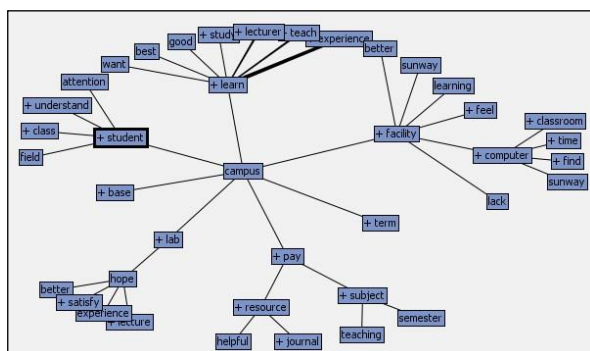 + lecturer
+ study
+ teach
good
+ experience
best
better
want
sunway
attention
+ learn
learning
+ understand
+ feel
+ class
+ classroom
+ student
+ facility
+ time
field
+ computer
+ find
campus
sunway
+ base
lack
+ term
+ lab
+ pay
hope
better
+ satisfy
+ subject
experience
+ resource
+ lecture
semester
helpful
+ journal
teaching